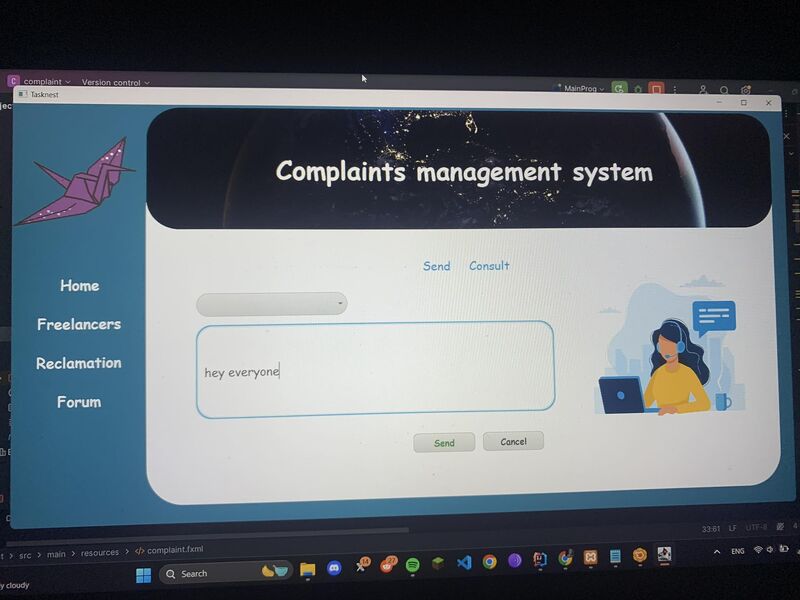 complaint
Version control
MainProg
Tasknest
Complaints management system
Send Consult
Home
Freelancers
Reclamation
Forum
hey everyone
Send Cancel
33:61 LF UTF-8 4
src > main > resources > </> complaint.fxml
Search
ENG
y cloudy